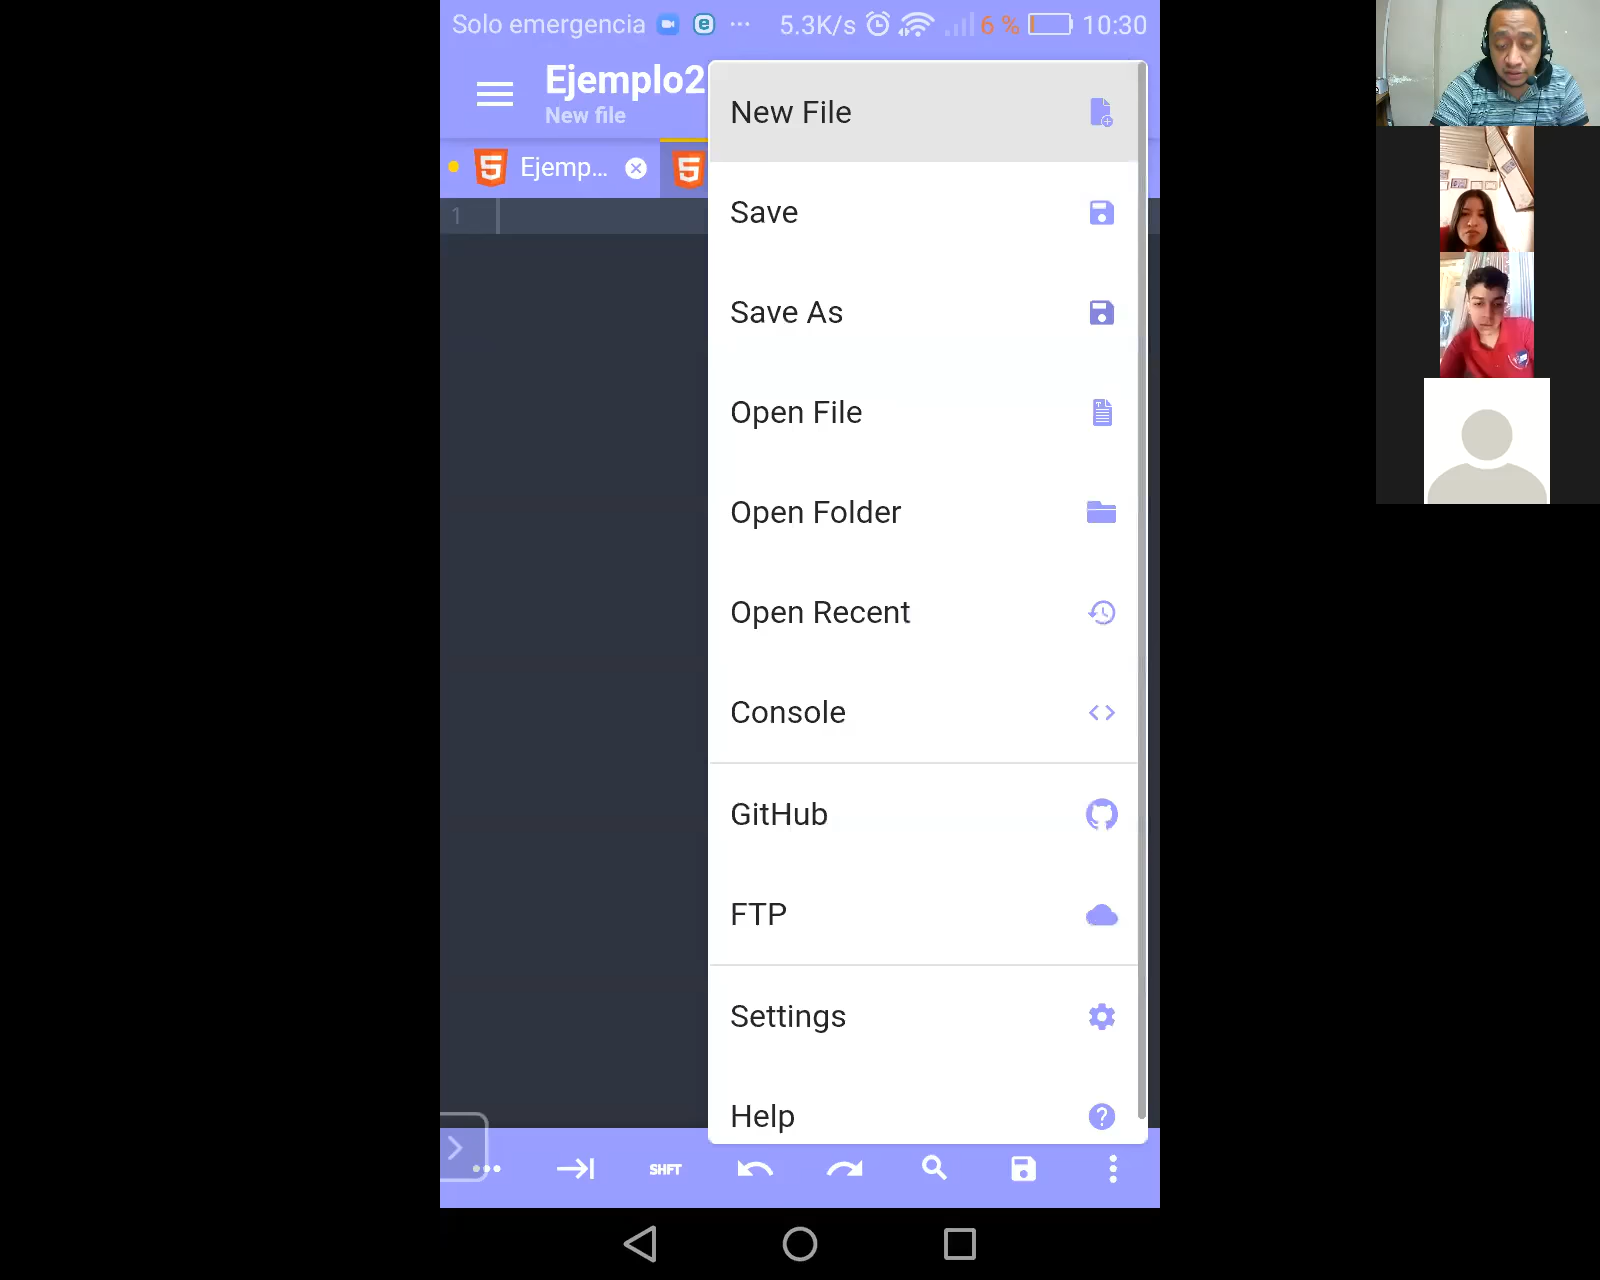 Solo emergencia ... 5.3K/s 6 % 10:30
Ejemplo2
New file
Ejemp...
1
New File
Save
Save As
Open File
Open Folder
Open Recent
Console
GitHub
FTP
Settings
Help
SHFT